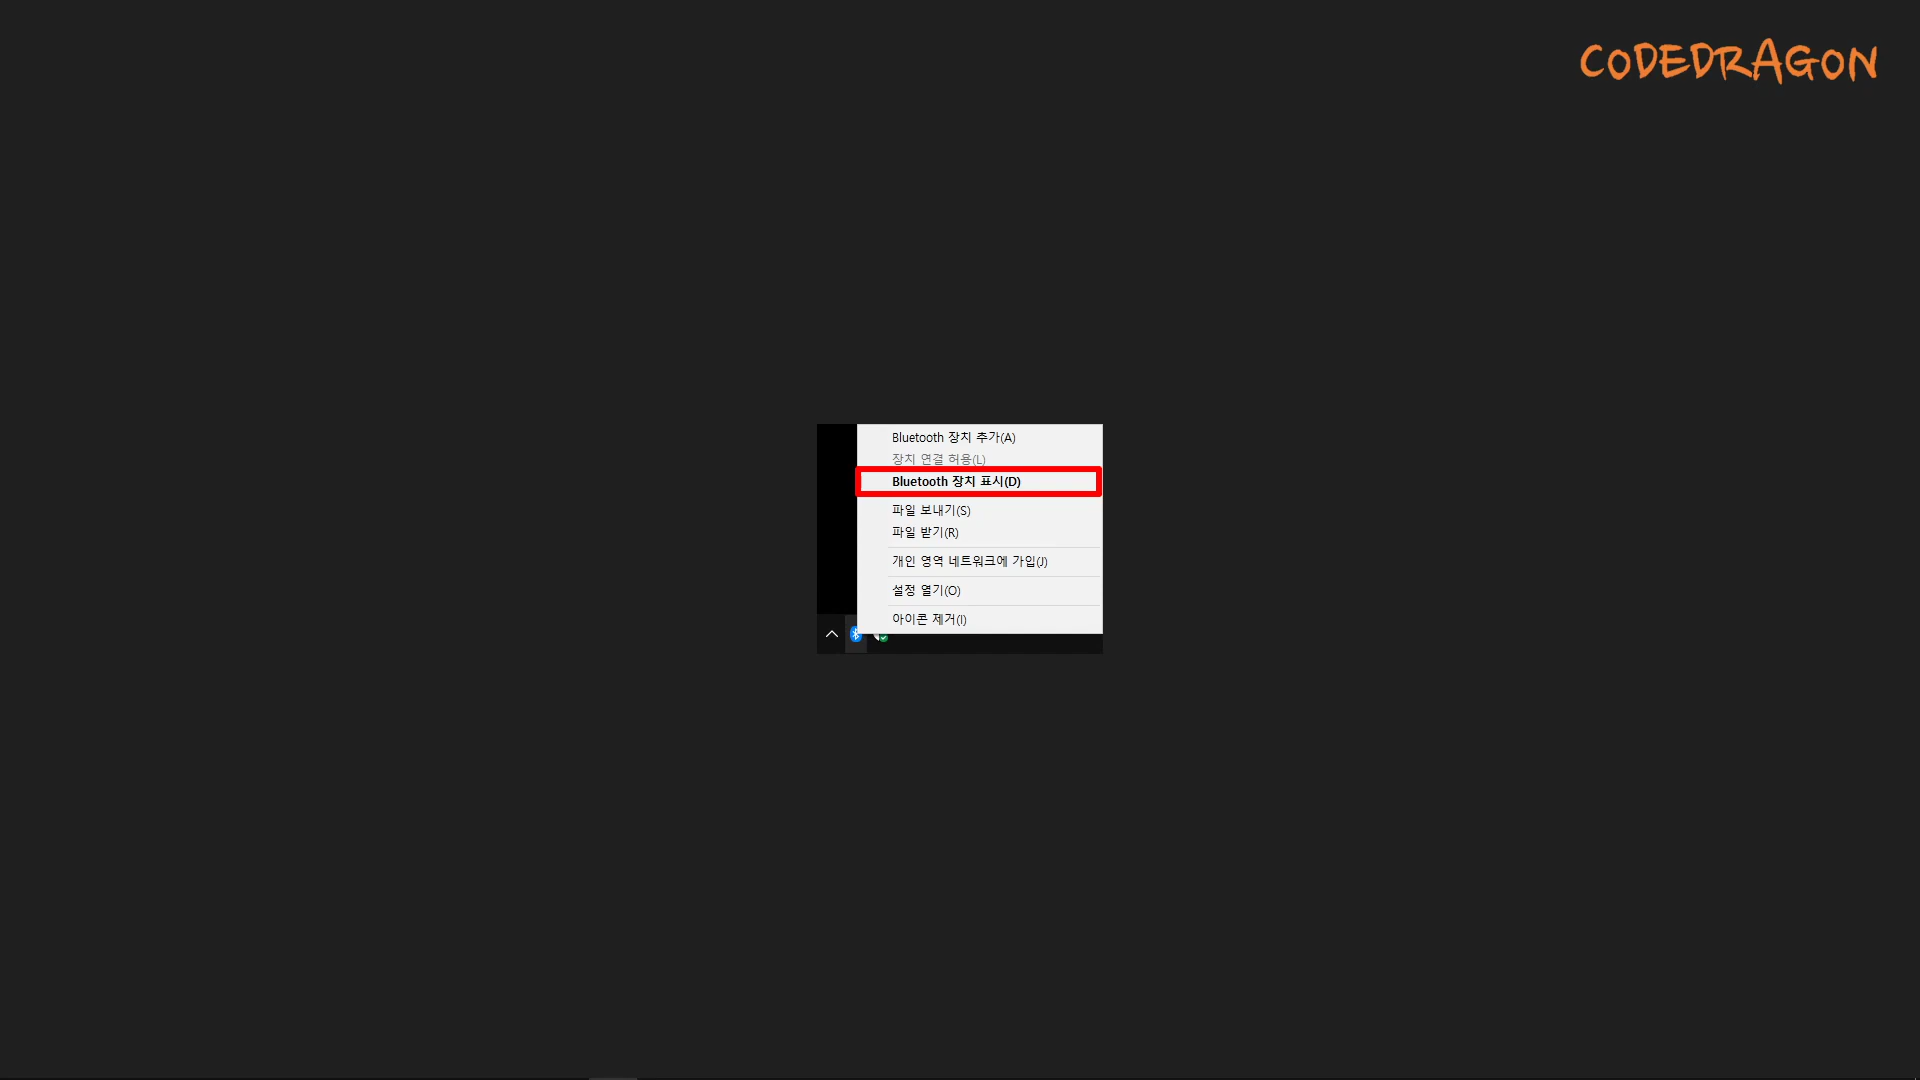 CODEDRAGON
Bluetooth 장치 추가(A)
장치 연결 허용(L)
Bluetooth 장치 표시(D)
파일 보내기(S)
파일 받기(R)
개인 영역 네트워크에 가입(J)
설정 열기(O)
아이콘 제거(I)